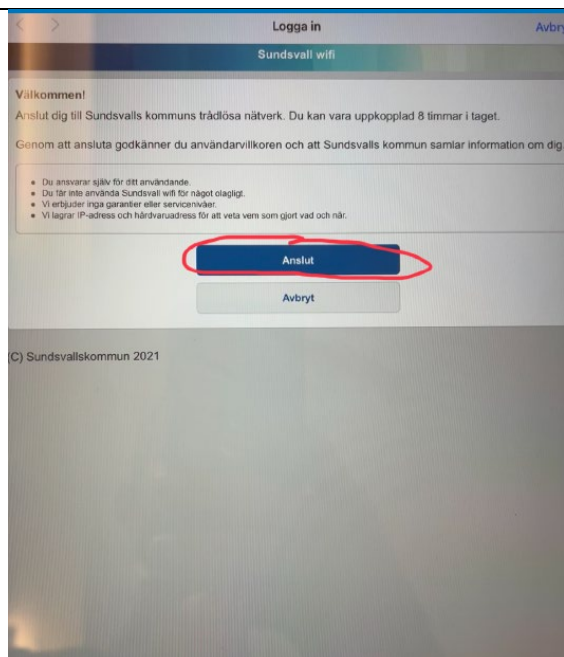 Logga in
Avbry
Sundsvall wifi
Välkommen!
Anslut dig till Sundsvalls kommuns trådlösa nätverk. Du kan vara uppkopplad 8 timmar i taget.
Genom att ansluta godkänner du användarvillkoren och att Sundsvalls kommun samlar information om dig
Du ansvarar själv för ditt användande.
Du får inte använda Sundsvall wifi för något olagligt.
Vi erbjuder inga garantier eller servicenivåer.
Vi lagrar IP-adress och hårdvaruadress för att veta vem som gjort vad och när.
Anslut
Avbryt
(C) Sundsvallskommun 2021